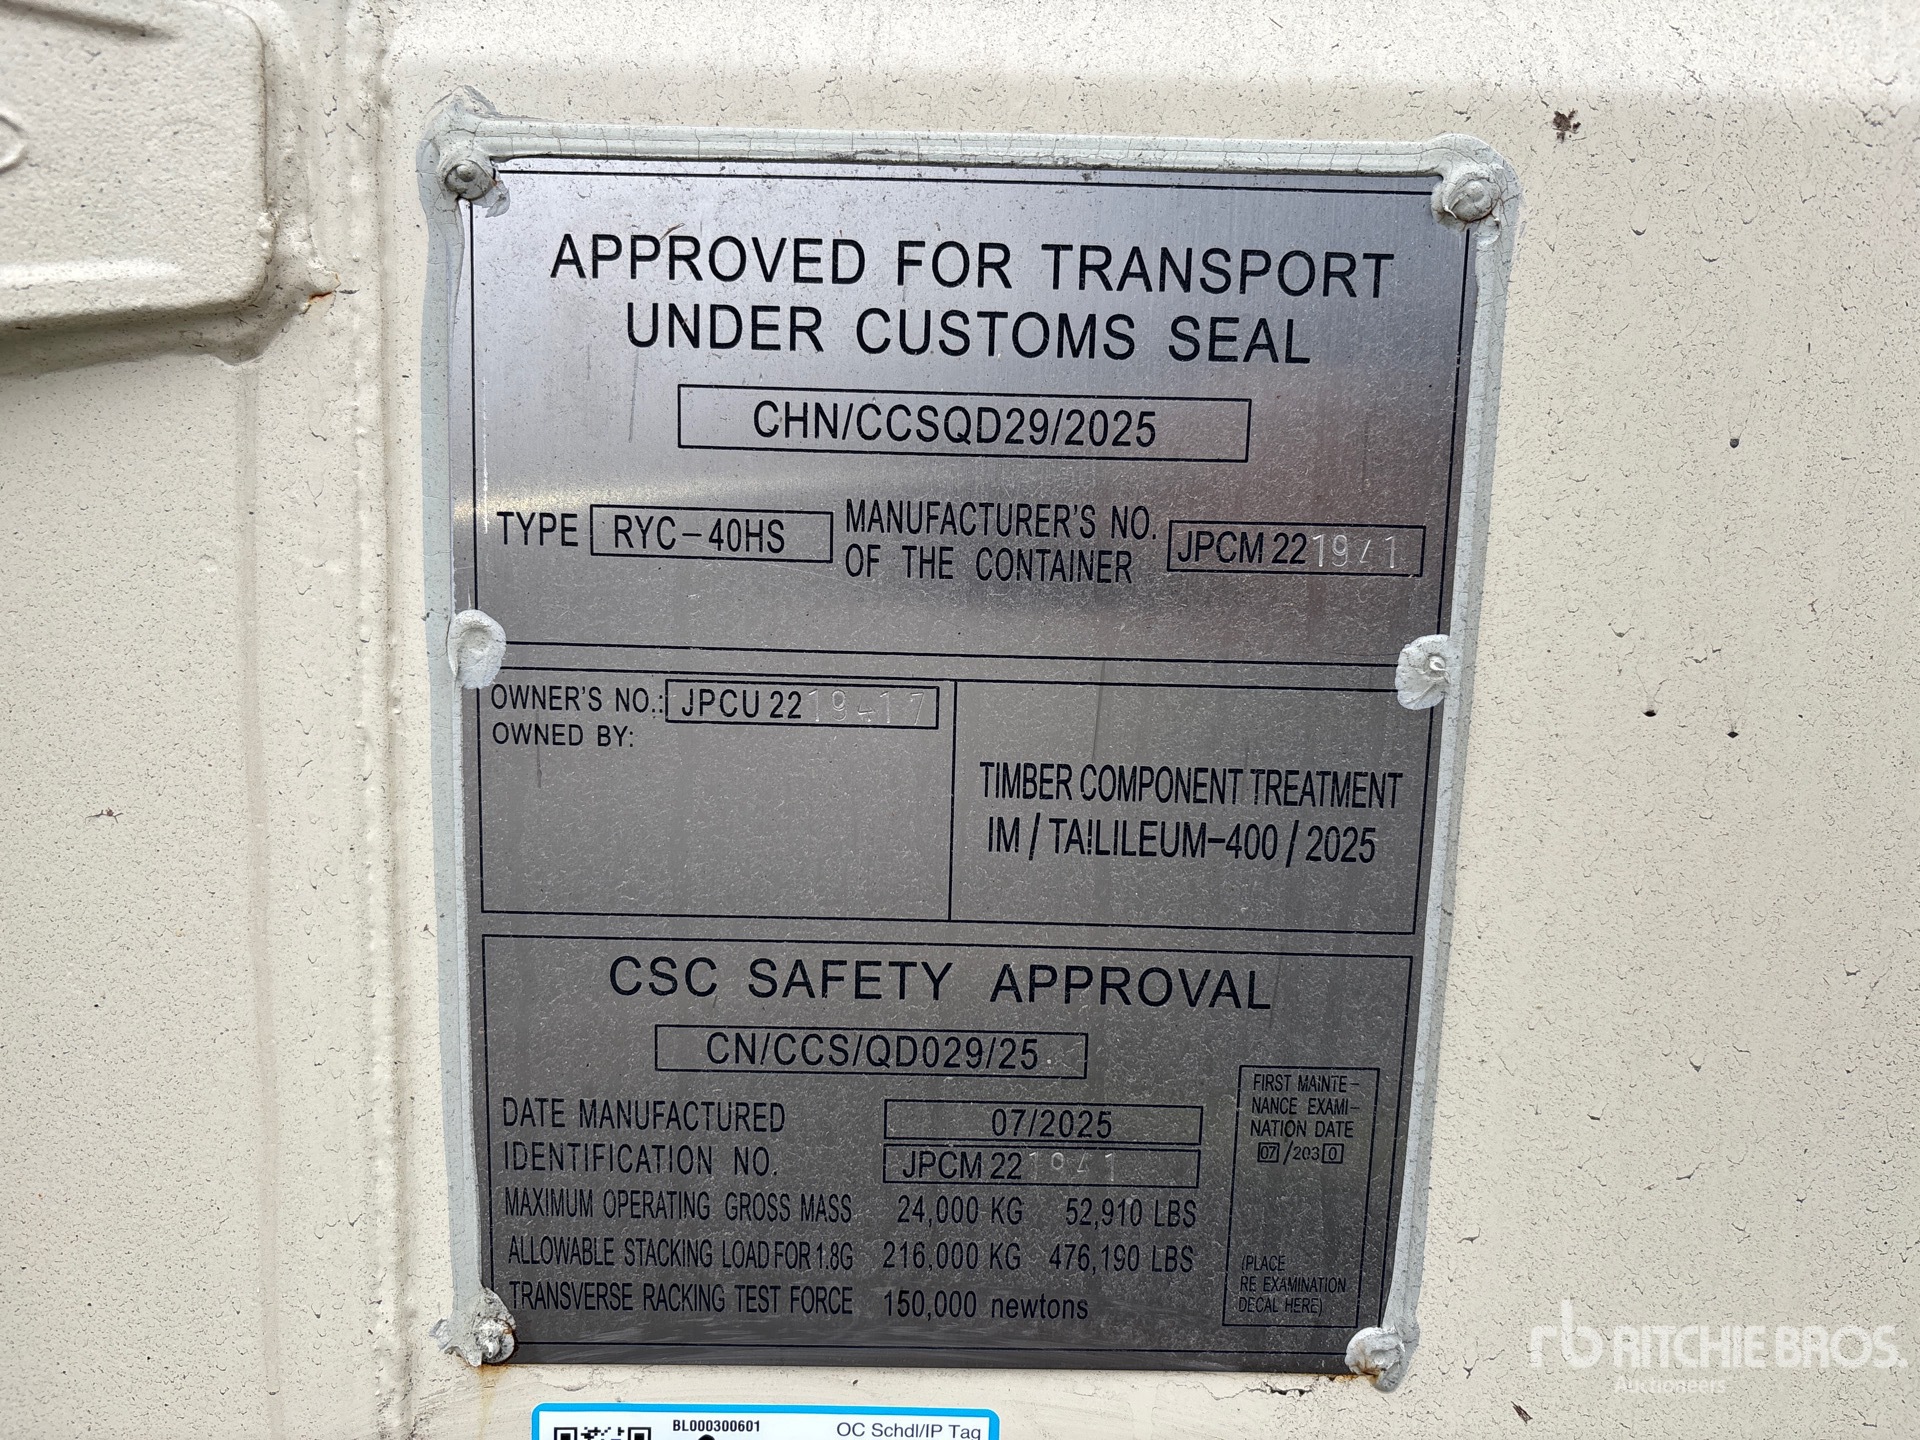 APPROVED FOR TRANSPORT
UNDER CUSTOMS SEAL
CHN/CCSQD29/2025
TYPE RYC-40HS MANUFACTURER'S NO.
OF THE CONTAINER JPCM 22 1941
OWNER'S NO.: JPCU 22 19417
OWNED BY:
TIMBER COMPONENT TREATMENT
IM / TAILILEUM-400 / 2025
CSC SAFETY APPROVAL
CN/CCS/QD029/25
DATE MANUFACTURED 07/2025
IDENTIFICATION NO. JPCM 22 1941
MAXIMUM OPERATING GROSS MASS 24,000 KG 52,910 LBS
ALLOWABLE STACKING LOAD FOR 1.8G 216,000 KG 476,190 LBS
TRANSVERSE RACKING TEST FORCE 150,000 newtons
FIRST MAINTE-
NANCE EXAMI-
NATION DATE
07/2030
(PLACE
RE EXAMINATION
DECAL HERE)
BL000300601 OC Schdl/IP Tag
rb RITCHIE BROS.
Auctioneers